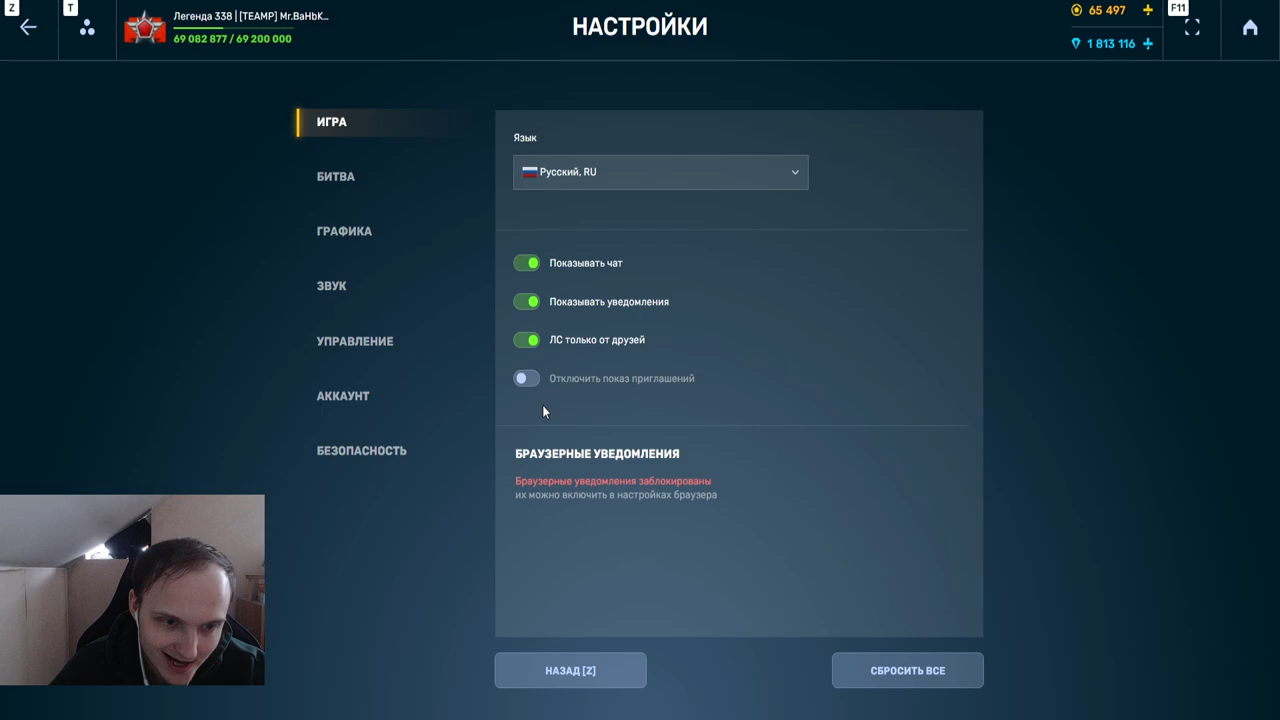 Z
T
Легенда 338 | [TEAMP] Mr.BaHbK...
69 082 877 / 69 200 000
НАСТРОЙКИ
65 497
1 813 116
F11
ИГРА
БИТВА
ГРАФИКА
ЗВУК
УПРАВЛЕНИЕ
АККАУНТ
БЕЗОПАСНОСТЬ
Язык
Русский, RU
Показывать чат
Показывать уведомления
ЛС только от друзей
Отключить показ приглашений
БРАУЗЕРНЫЕ УВЕДОМЛЕНИЯ
Браузерные уведомления заблокированы
их можно включить в настройках браузера
НАЗАД [Z]
СБРОСИТЬ ВСЕ